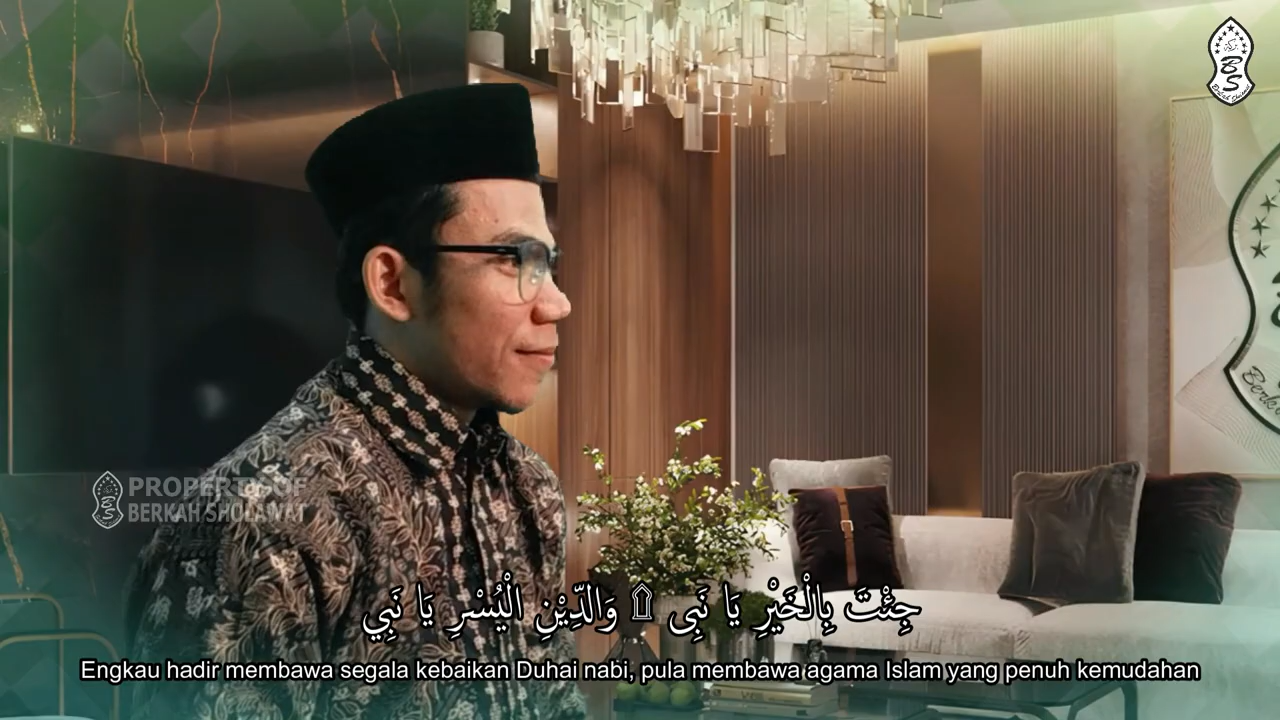 BS
PROPERTY OF
BERKAH SHOLAWAT
جِئْتَ بِالْخَيْرِ يَا نَبِى ۩ وَالدِّيْنِ الْيُسْرِ يَا نَبِي
Engkau hadir membawa segala kebaikan Duhai nabi, pula membawa agama Islam yang penuh kemudahan